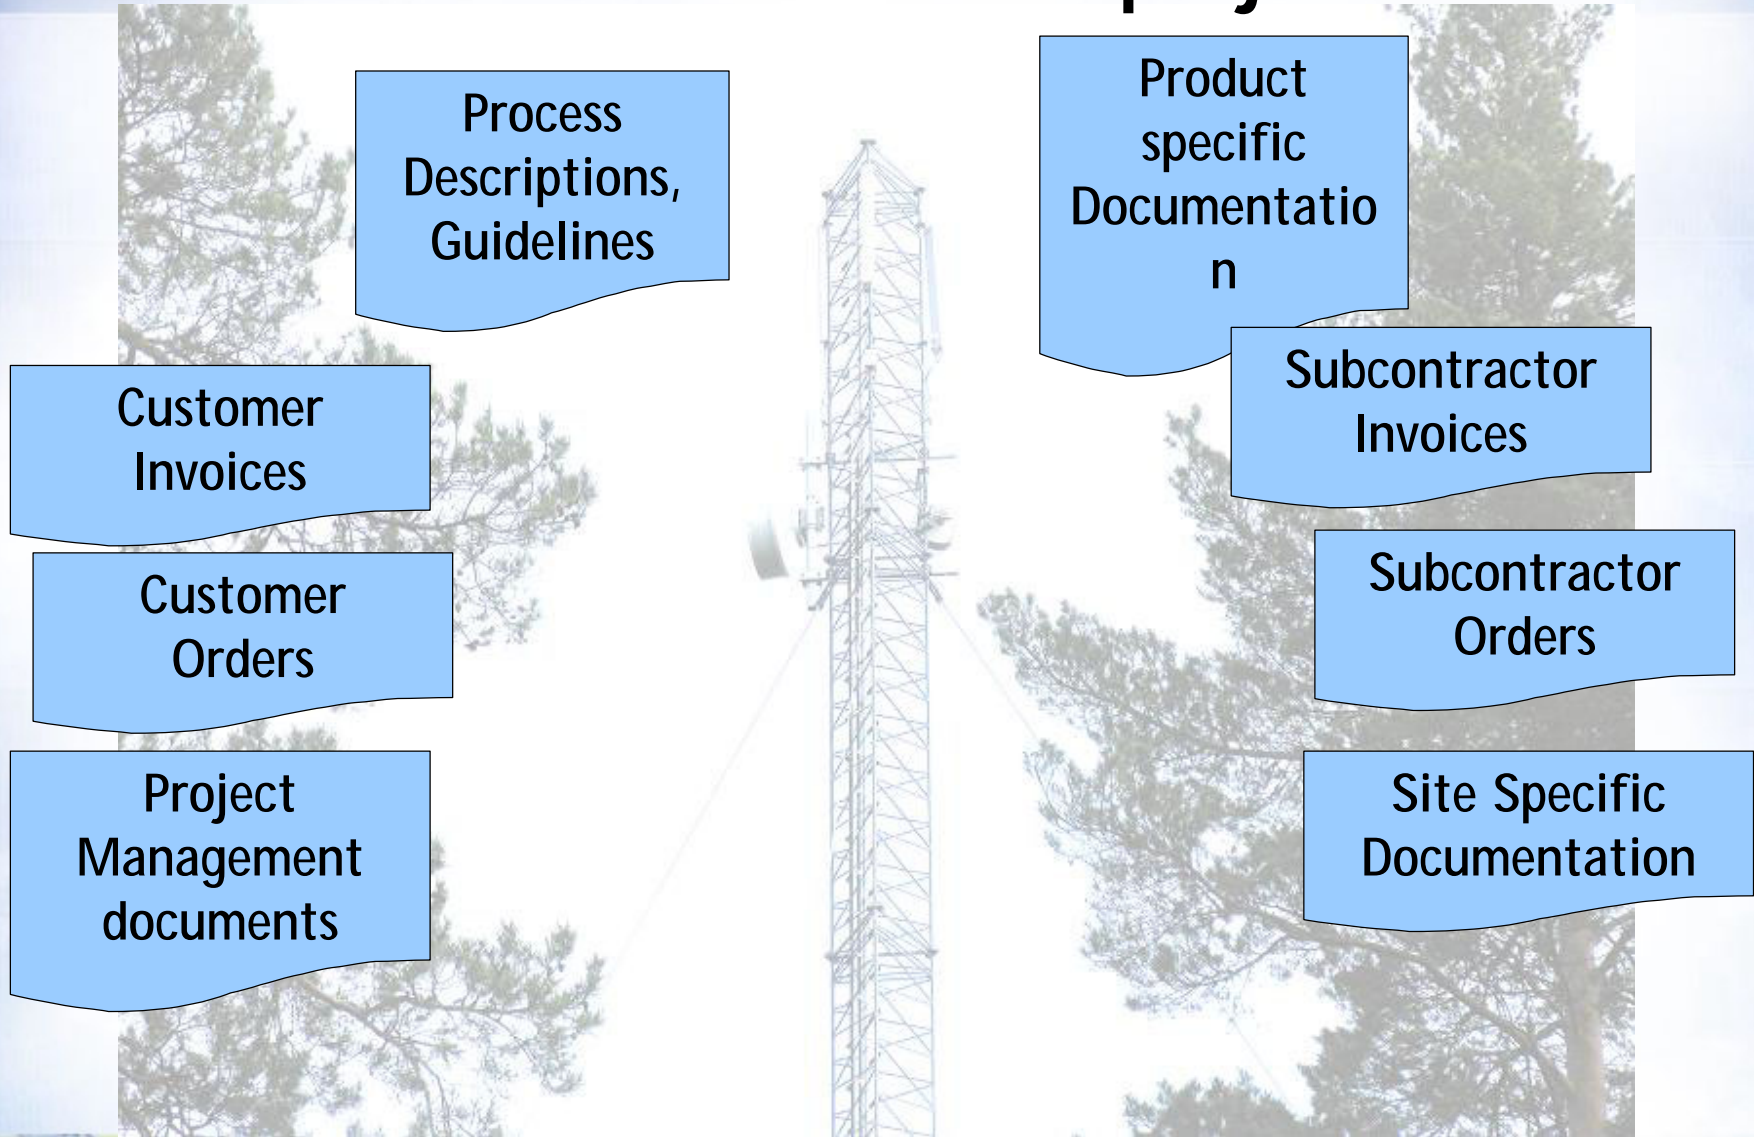 Process
Descriptions,
Guidelines
Product
specific
Documentatio
n
Customer
Invoices
Subcontractor
Invoices
Customer
Orders
Subcontractor
Orders
Project
Management
documents
Site Specific
Documentation